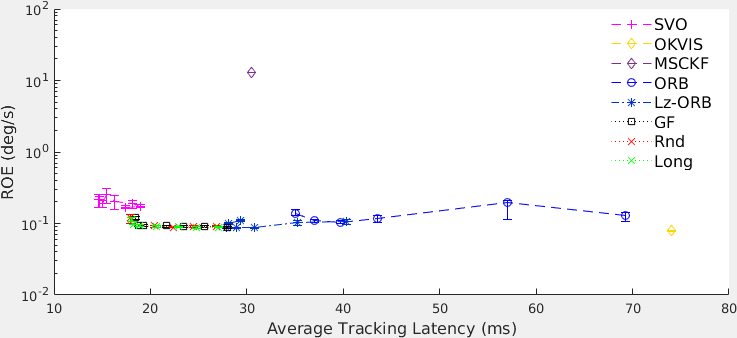 10^2
10^1
10^0
10^-1
10^-2
ROE (deg/s)
10 20 30 40 50 60 70 80
Average Tracking Latency (ms)
SVO
OKVIS
MSCKF
ORB
Lz-ORB
GF
Rnd
Long